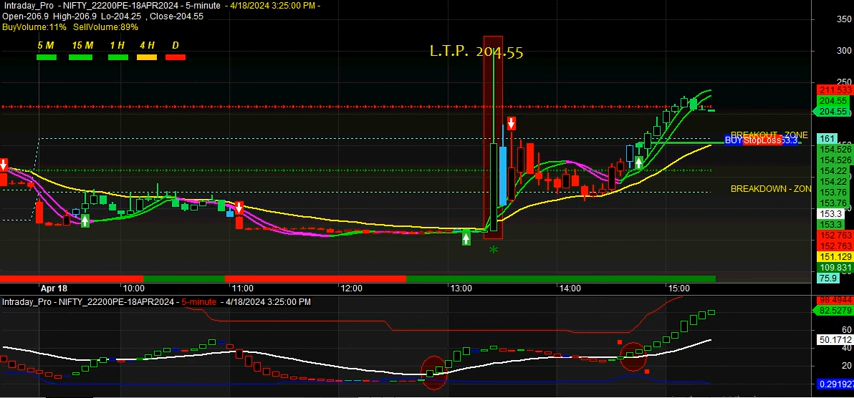 Intraday_Pro - NIFTY_22200PE-18APR2024 - 5-minute - 4/18/2024 3:25:00 PM -
Open-206.9 High-206.9 Lo-204.25 , Close-204.55
BuyVolume:11% SellVolume:89%
5 M 15 M 1 H 4 H D
L.T.P. 204.55
350
300
250
211.533
204.55
204.55
BREAKOUT - ZONE
161
BUY StopLoss 53.3
154.526
154.526
154.22
154.22
153.76
153.76
BREAKDOWN - ZON
153.3
153.3
152.763
152.763
151.129
109.831
75.9
*
Apr 18 10:00 11:00 12:00 13:00 14:00 15:00
Intraday_Pro - NIFTY_22200PE-18APR2024 - 5-minute - 4/18/2024 3:25:00 PM
98.4944
82.5279
60
50.1712
40
20
0.291927